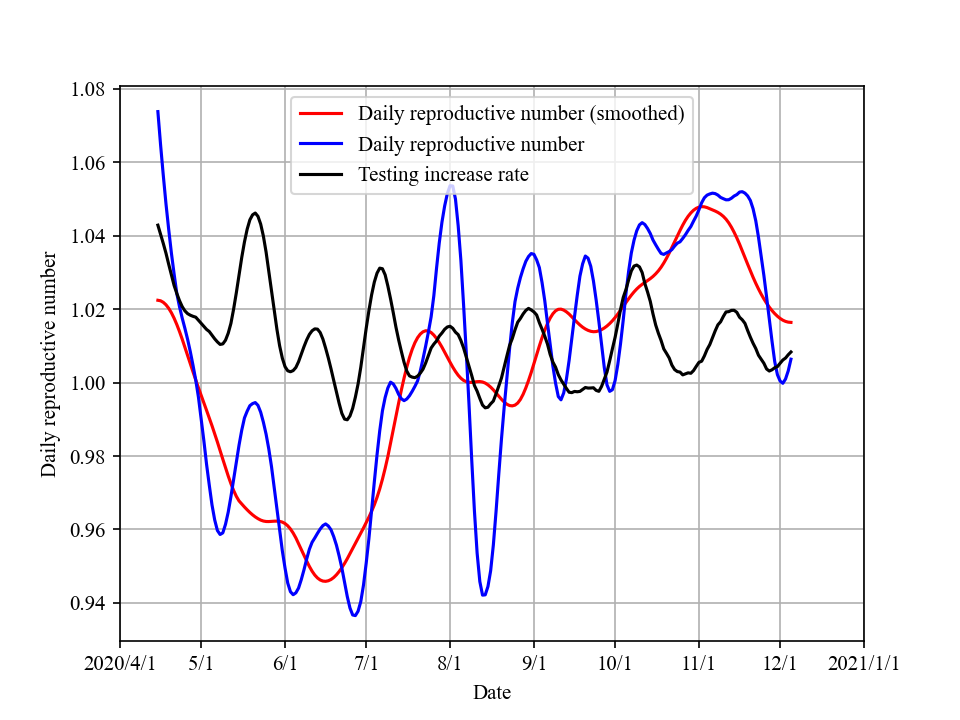 Daily reproductive number (smoothed)
Daily reproductive number
Testing increase rate
Daily reproductive number
1.08
1.06
1.04
1.02
1.00
0.98
0.96
0.94
2020/4/1 5/1 6/1 7/1 8/1 9/1 10/1 11/1 12/1 2021/1/1
Date